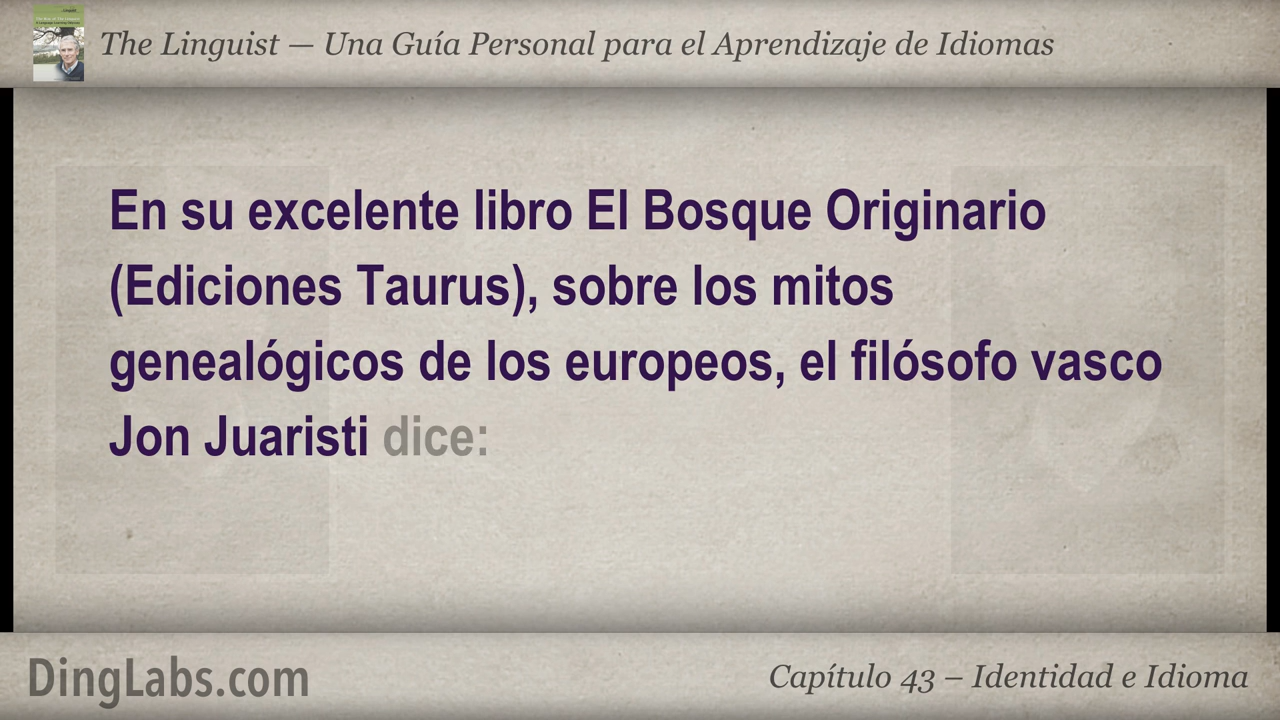 The Linguist — Una Guía Personal para el Aprendizaje de Idiomas
En su excelente libro El Bosque Originario
(Ediciones Taurus), sobre los mitos
genealógicos de los europeos, el filósofo vasco
Jon Juaristi dice:
DingLabs.com
Capítulo 43 – Identidad e Idioma